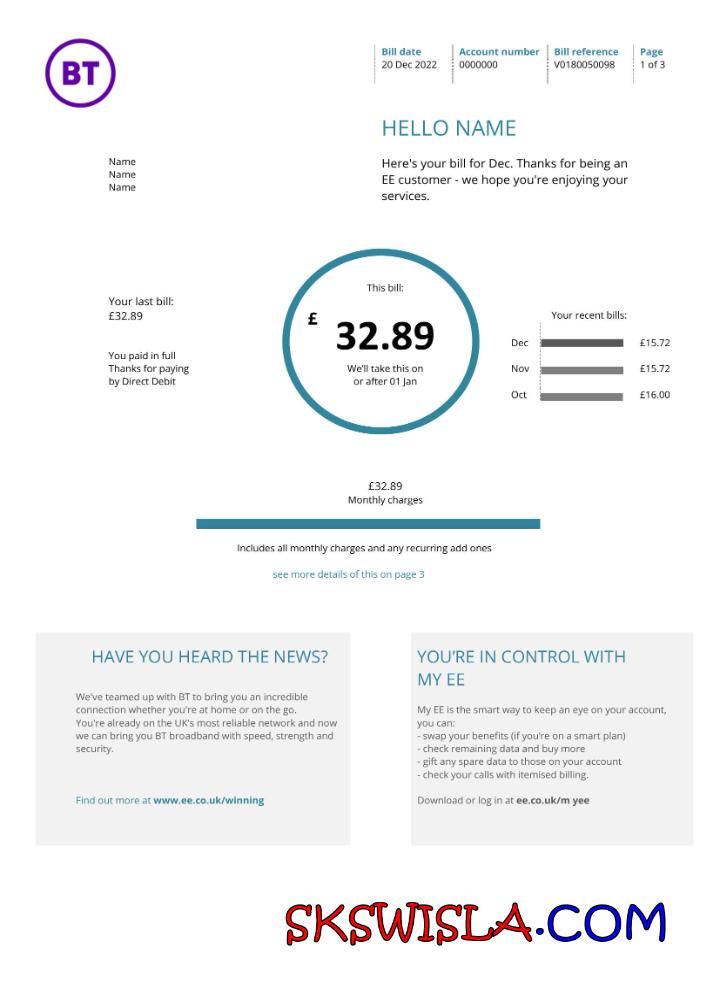 BT
Bill date
20 Dec 2022
Account number
0000000
Bill reference
V0180050098
Page
1 of 3
HELLO NAME
Here's your bill for Dec. Thanks for being an
EE customer - we hope you're enjoying your
services.
Name
Name
Name
Your last bill:
£32.89
You paid in full
Thanks for paying
by Direct Debit
This bill:
£
32.89
We'll take this on
or after 01 Jan
Your recent bills:
Dec £15.72
Nov £15.72
Oct £16.00
£32.89
Monthly charges
Includes all monthly charges and any recurring add ones
see more details of this on page 3
HAVE YOU HEARD THE NEWS?
We've teamed up with BT to bring you an incredible
connection whether you're at home or on the go.
You're already on the UK's most reliable network and now
we can bring you BT broadband with speed, strength and
security.
Find out more at www.ee.co.uk/winning
YOU'RE IN CONTROL WITH
MY EE
My EE is the smart way to keep an eye on your account,
you can:
- swap your benefits (if you're on a smart plan)
- check remaining data and buy more
- gift any spare data to those on your account
- check your calls with itemised billing.
Download or log in at ee.co.uk/m yee
SKSWISLA.COM